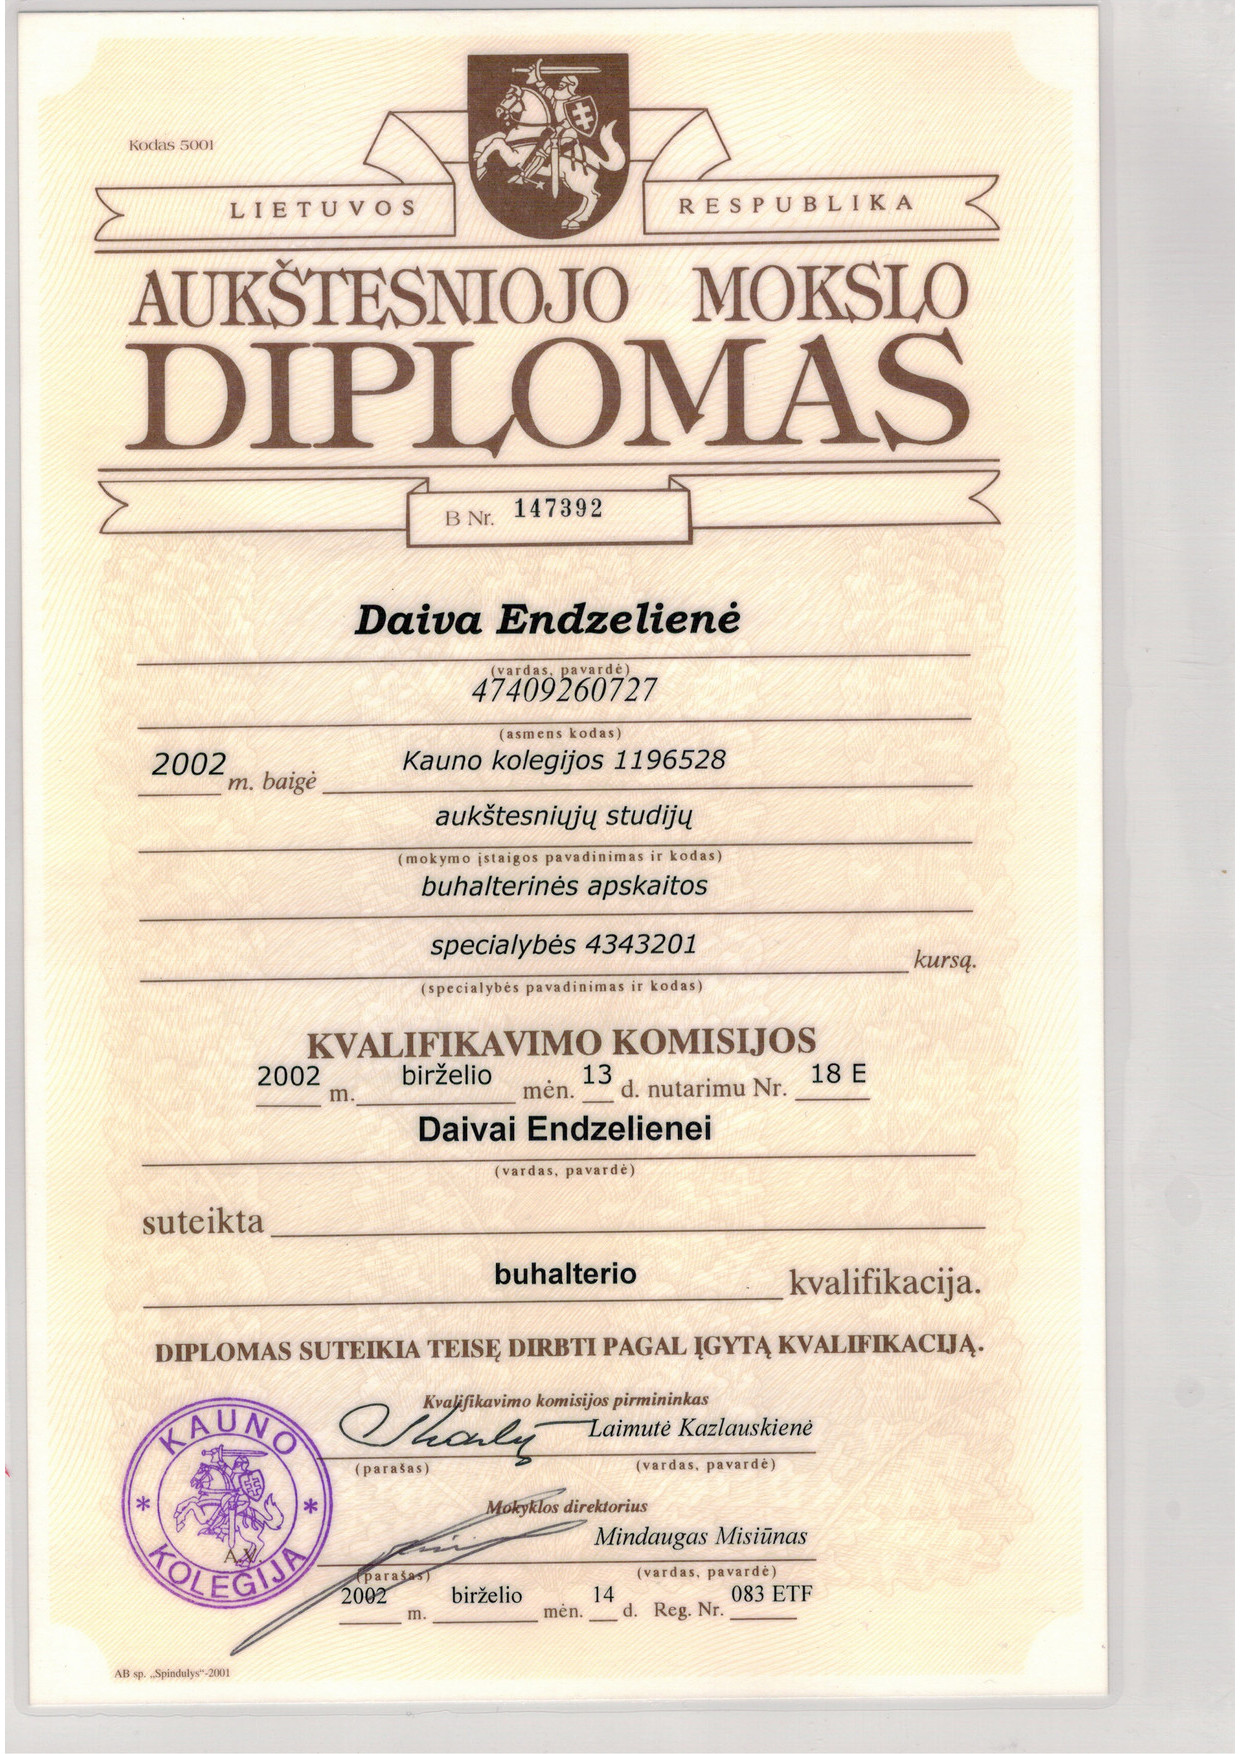 Kodas 5001
LIETUVOS RESPUBLIKA
AUKŠTESNIOJO MOKSLO
DIPLOMAS
B Nr. 147392
Daiva Endzelienė
(vardas, pavardė)
47409260727
(asmens kodas)
2002 m. baigė Kauno kolegijos 1196528
aukštesniųjų studijų
(mokymo įstaigos pavadinimas ir kodas)
buhalterinės apskaitos
specialybės 4343201 kursą.
(specialybės pavadinimas ir kodas)
KVALIFIKAVIMO KOMISIJOS
2002 m. birželio mėn. 13 d. nutarimu Nr. 18 E
Daivai Endzelienei
(vardas, pavardė)
suteikta
buhalterio kvalifikacija.
DIPLOMAS SUTEIKIA TEISĘ DIRBTI PAGAL ĮGYTĄ KVALIFIKACIJĄ.
Kvalifikavimo komisijos pirmininkas
Laimutė Kazlauskienė
(parašas) (vardas, pavardė)
Mokyklos direktorius
Mindaugas Misiūnas
(parašas) (vardas, pavardė)
2002 m. birželio mėn. 14 d. Reg. Nr. 083 ETF
KAUNO
A.V.
KOLEGIJA
AB sp. „Spindulys“-2001